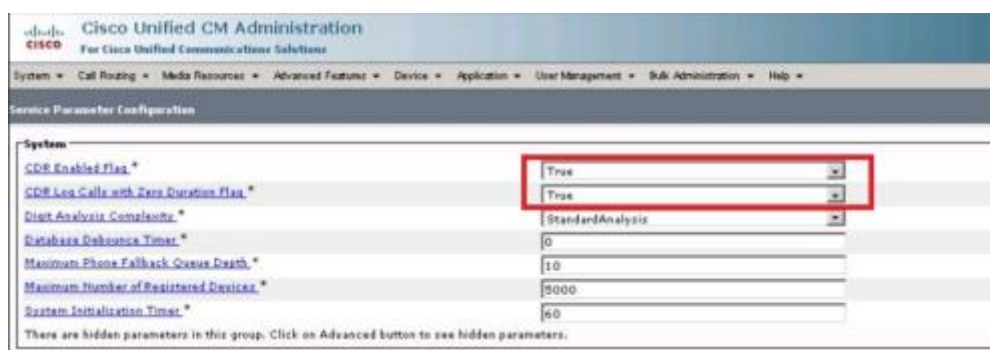 CISCO
Cisco Unified CM Administration
For Cisco Unified Communications Solutions
System Call Routing Media Resources Advanced Features Device Application User Management Bulk Administration Help
Service Parameter Configuration
System
CDR Enabled Flag * True
CDR Log Calls with Zero Duration Flag * True
Digit Analysis Complexity * StandardAnalysis
Database Debounce Timer * 0
Maximum Phone Fallback Queue Depth * 10
Maximum Number of Registered Devices * 5000
System Initialization Timer * 60
There are hidden parameters in this group. Click on Advanced button to see hidden parameters.